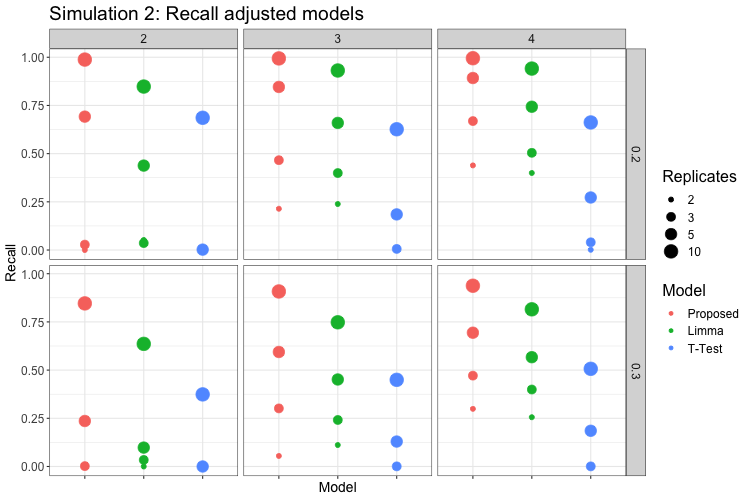 Simulation 2: Recall adjusted models
2
3
4
1.00
0.75
0.50
0.25
0.00
0.2
1.00
0.75
0.50
0.25
0.00
0.3
Recall
Model
Replicates
2
3
5
10
Model
Proposed
Limma
T-Test